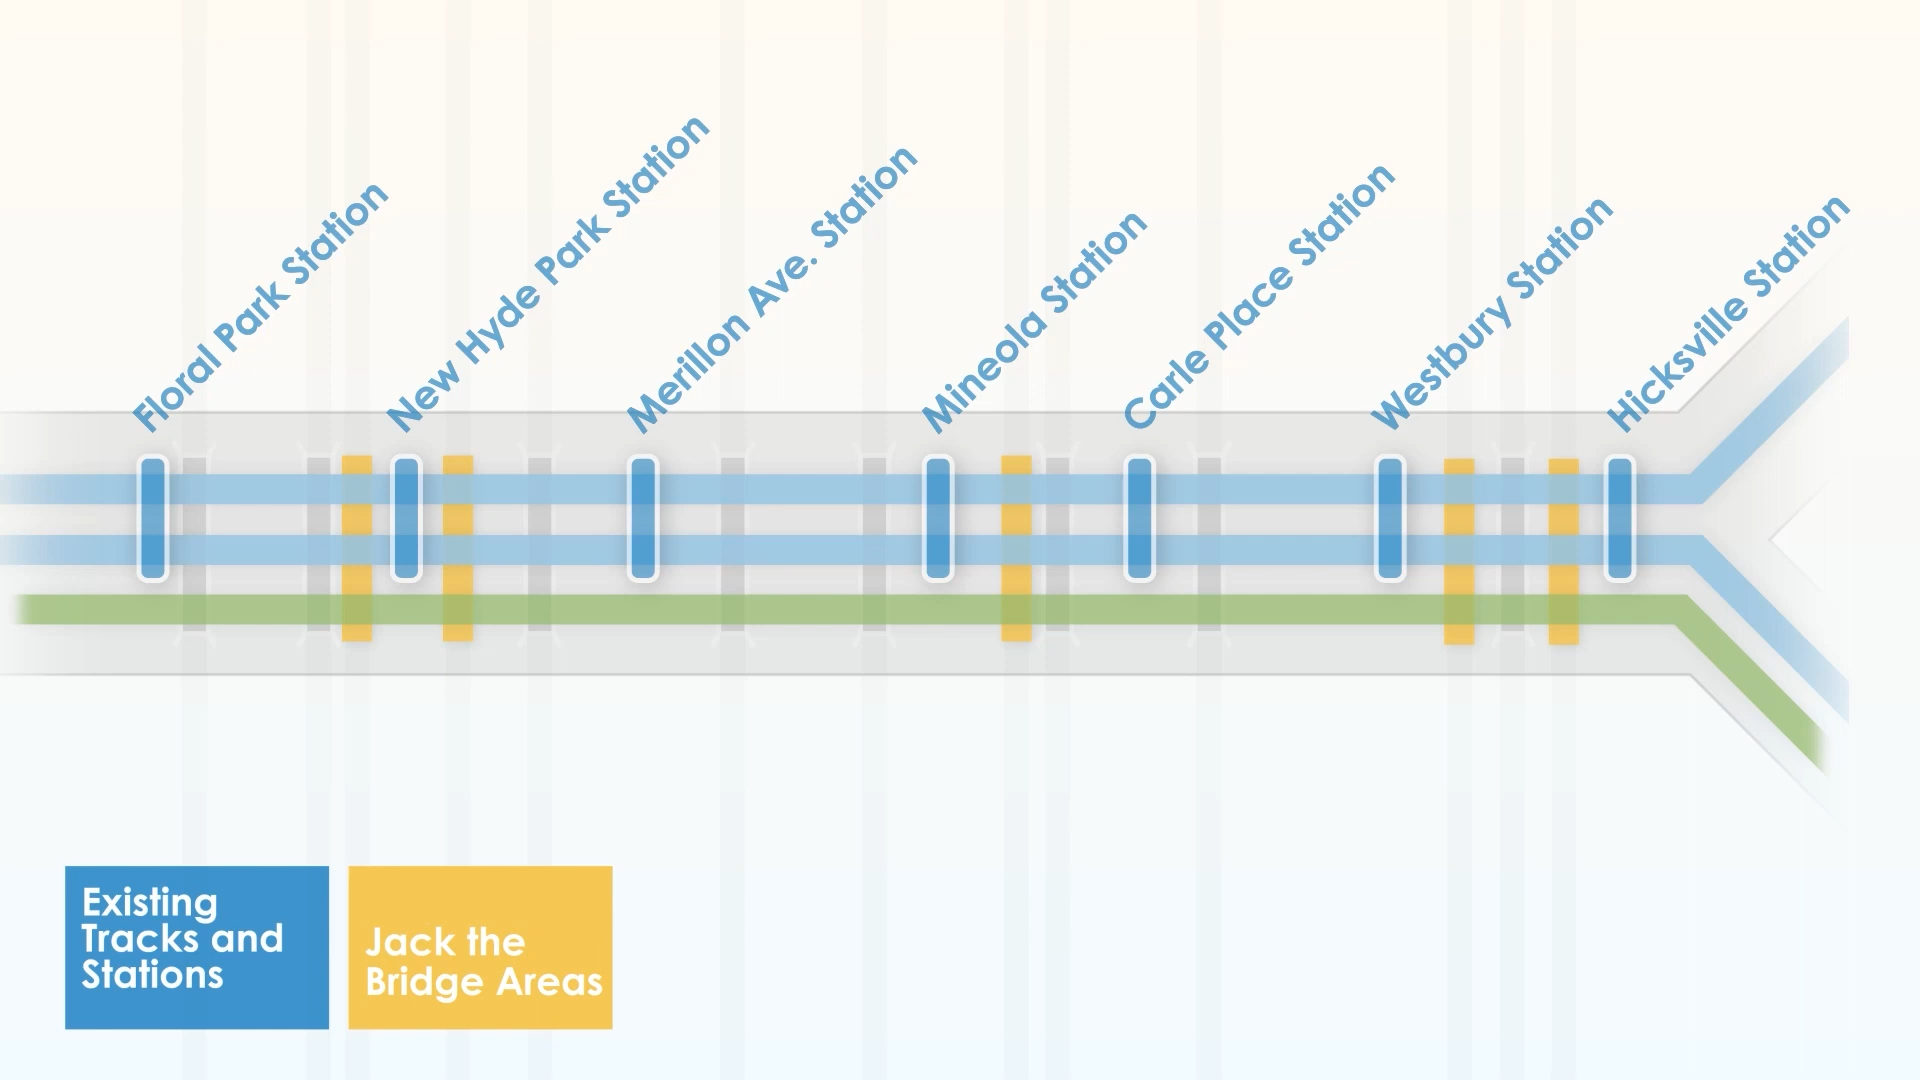 Floral Park Station
New Hyde Park Station
Merillon Ave. Station
Mineola Station
Carle Place Station
Westbury Station
Hicksville Station
Existing
Tracks and
Stations
Jack the
Bridge Areas